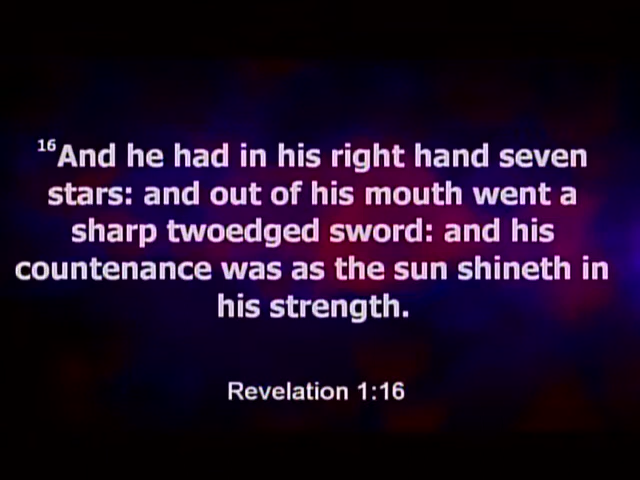 16And he had in his right hand seven
stars: and out of his mouth went a
sharp twoedged sword: and his
countenance was as the sun shineth in
his strength.
Revelation 1:16